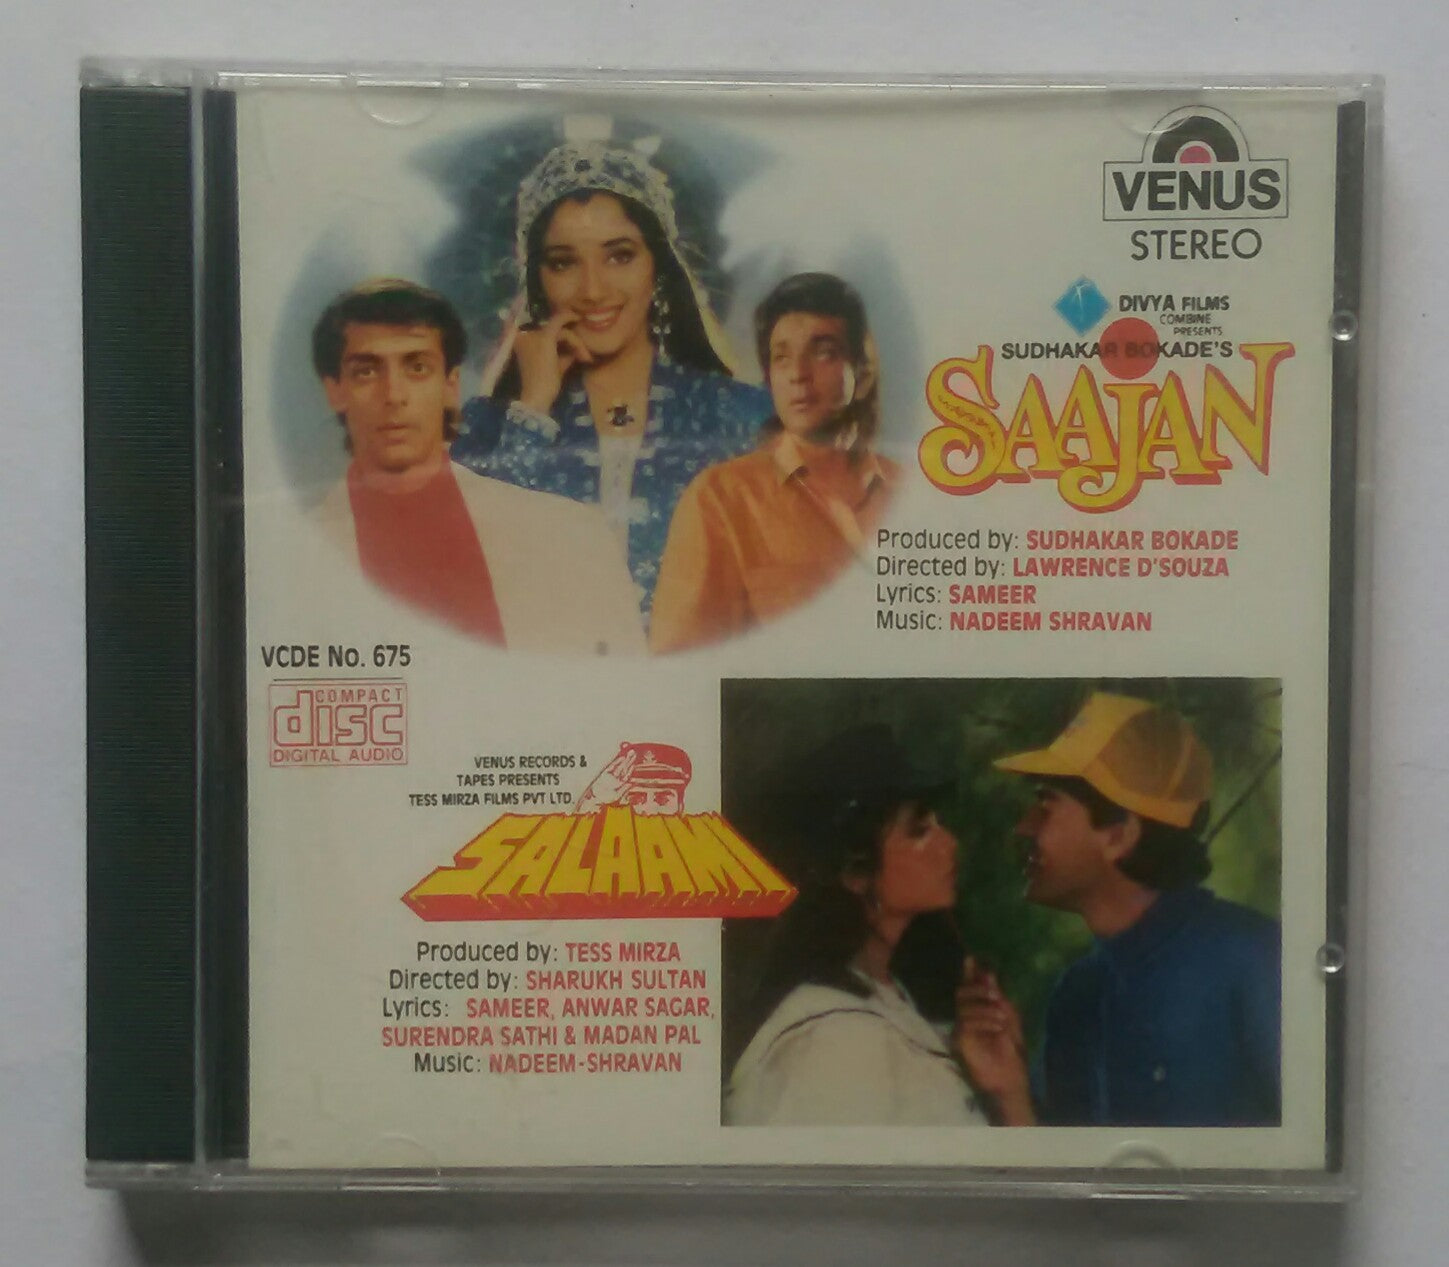 VENUS
STEREO
DIVYA FILMS
COMBINE
PRESENTS
SUDHAKAR BOKADE'S
SAAJAN
Produced by: SUDHAKAR BOKADE
Directed by: LAWRENCE D'SOUZA
Lyrics: SAMEER
Music: NADEEM SHRAVAN
VCDE No. 675
COMPACT
disc
DIGITAL AUDIO
VENUS RECORDS &
TAPES PRESENTS
TESS MIRZA FILMS PVT LTD.
SALAAMI
Produced by: TESS MIRZA
Directed by: SHARUKH SULTAN
Lyrics: SAMEER, ANWAR SAGAR,
SURENDRA SATHI & MADAN PAL
Music: NADEEM-SHRAVAN